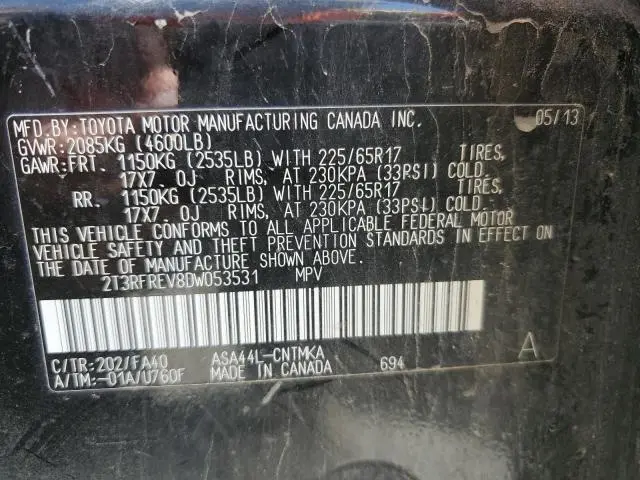 MFD.BY:TOYOTA MOTOR MANUFACTURING CANADA INC. 05/13
GVWR:2085KG (4600LB)
GAWR:FRT. 1150KG (2535LB) WITH 225/65R17 TIRES,
17X7.0J RIMS, AT 230KPA (33PSI) COLD.
RR. 1150KG (2535LB) WITH 225/65R17 TIRES,
17X7.0J RIMS, AT 230KPA (33PSI) COLD.
THIS VEHICLE CONFORMS TO ALL APPLICABLE FEDERAL MOTOR
VEHICLE SAFETY AND THEFT PREVENTION STANDARDS IN EFFECT ON
THE DATE OF MANUFACTURE SHOWN ABOVE.
2T3RFREV8DW053531 MPV
C/TR:202/FA40 ASA44L-CNTMKA A
A/TM:-01A/U760F MADE IN CANADA 694